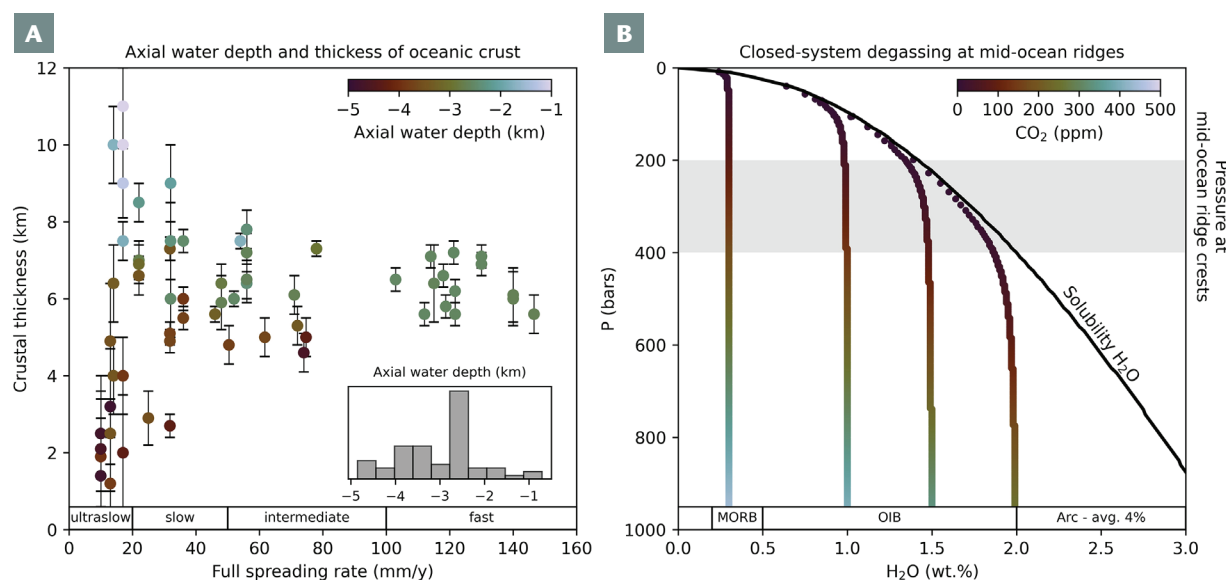 A
Axial water depth and thickess of oceanic crust
12
10
8
6
4
2
0
Crustal thickness (km)
−5 −4 −3 −2 −1
Axial water depth (km)
Axial water depth (km)
−5 −4 −3 −2 −1
ultraslow slow intermediate fast
0 20 40 60 80 100 120 140 160
Full spreading rate (mm/y)
B
Closed-system degassing at mid-ocean ridges
0
200
400
600
800
1000
P (bars)
0 100 200 300 400 500
CO₂ (ppm)
Solubility H₂O
Pressure at
mid-ocean ridge crests
MORB OIB Arc - avg. 4%
0.0 0.5 1.0 1.5 2.0 2.5 3.0
H₂O (wt.%)